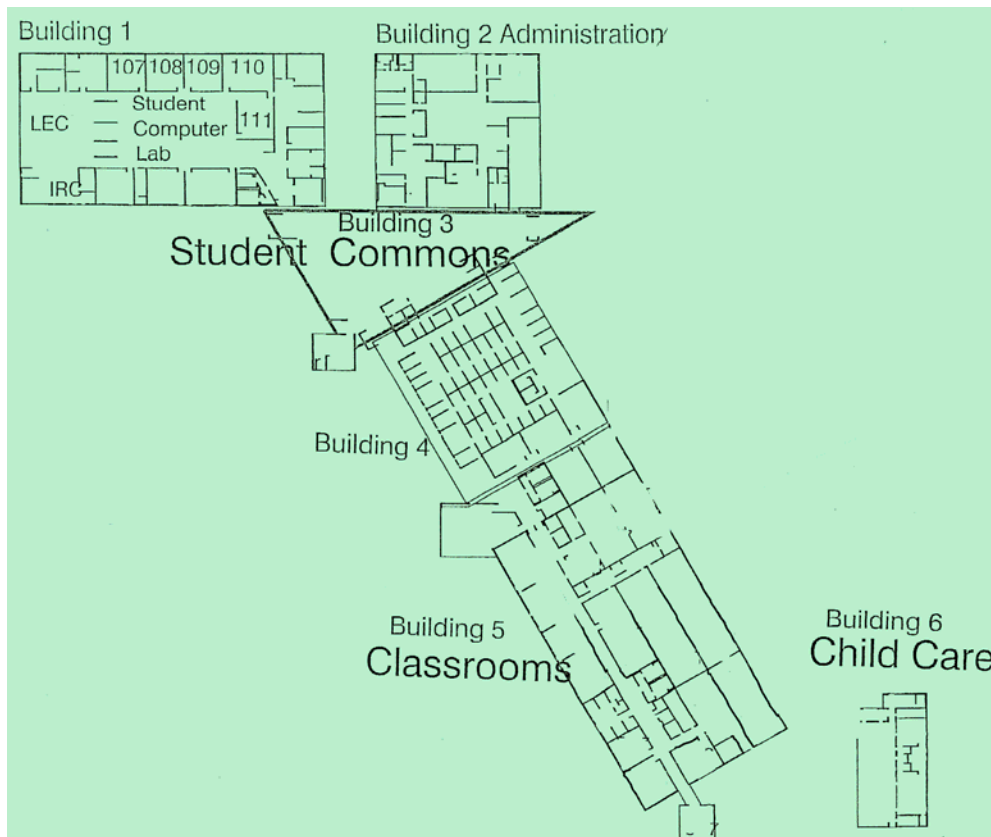 Building 1
Building 2 Administration
107 108 109 110
Student
111
LEC
Computer
Lab
IRC
Building 3
Student Commons
Building 4
Building 5
Classrooms
Building 6
Child Care